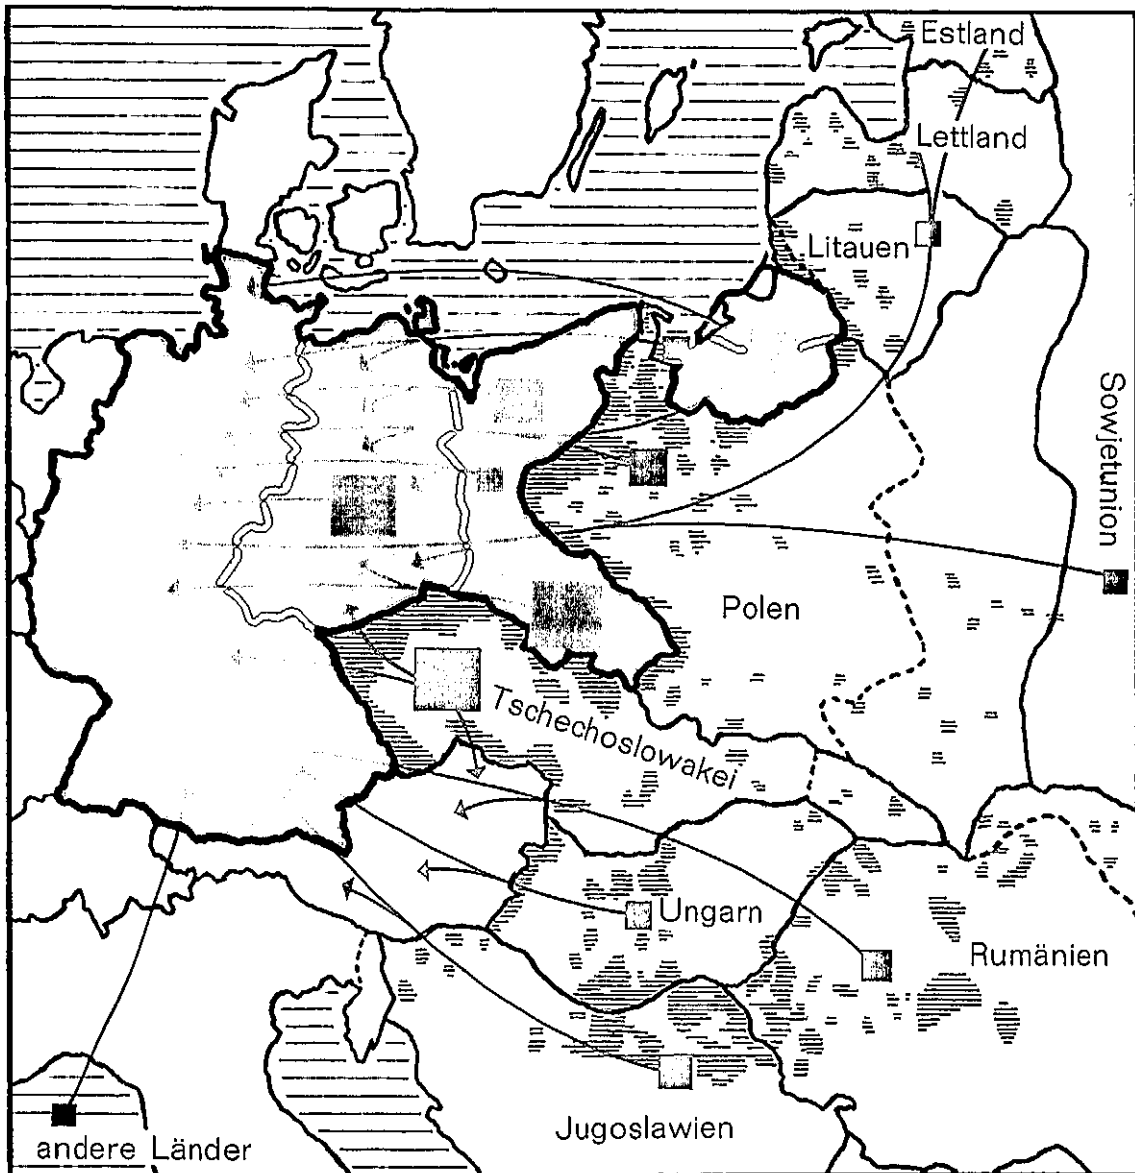 Estland
Lettland
Litauen
Sowjetunion
Polen
Tschechoslowakei
Ungarn
Rumänien
Jugoslawien
andere Länder